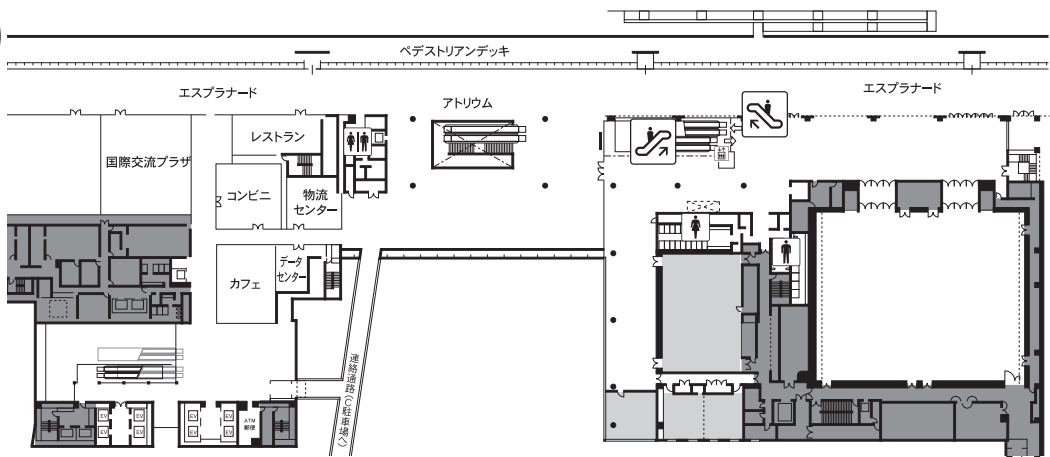 ペデストリアンデッキ
エスプラナード
エスプラナード
アトリウム
レストラン
国際交流プラザ
コンビニ
物流
センター
データ
センター
カフェ
連絡通路(C駐車場へ)
EV
EV
EV
EV
EV
EV
EV
EV
ATM
郵便